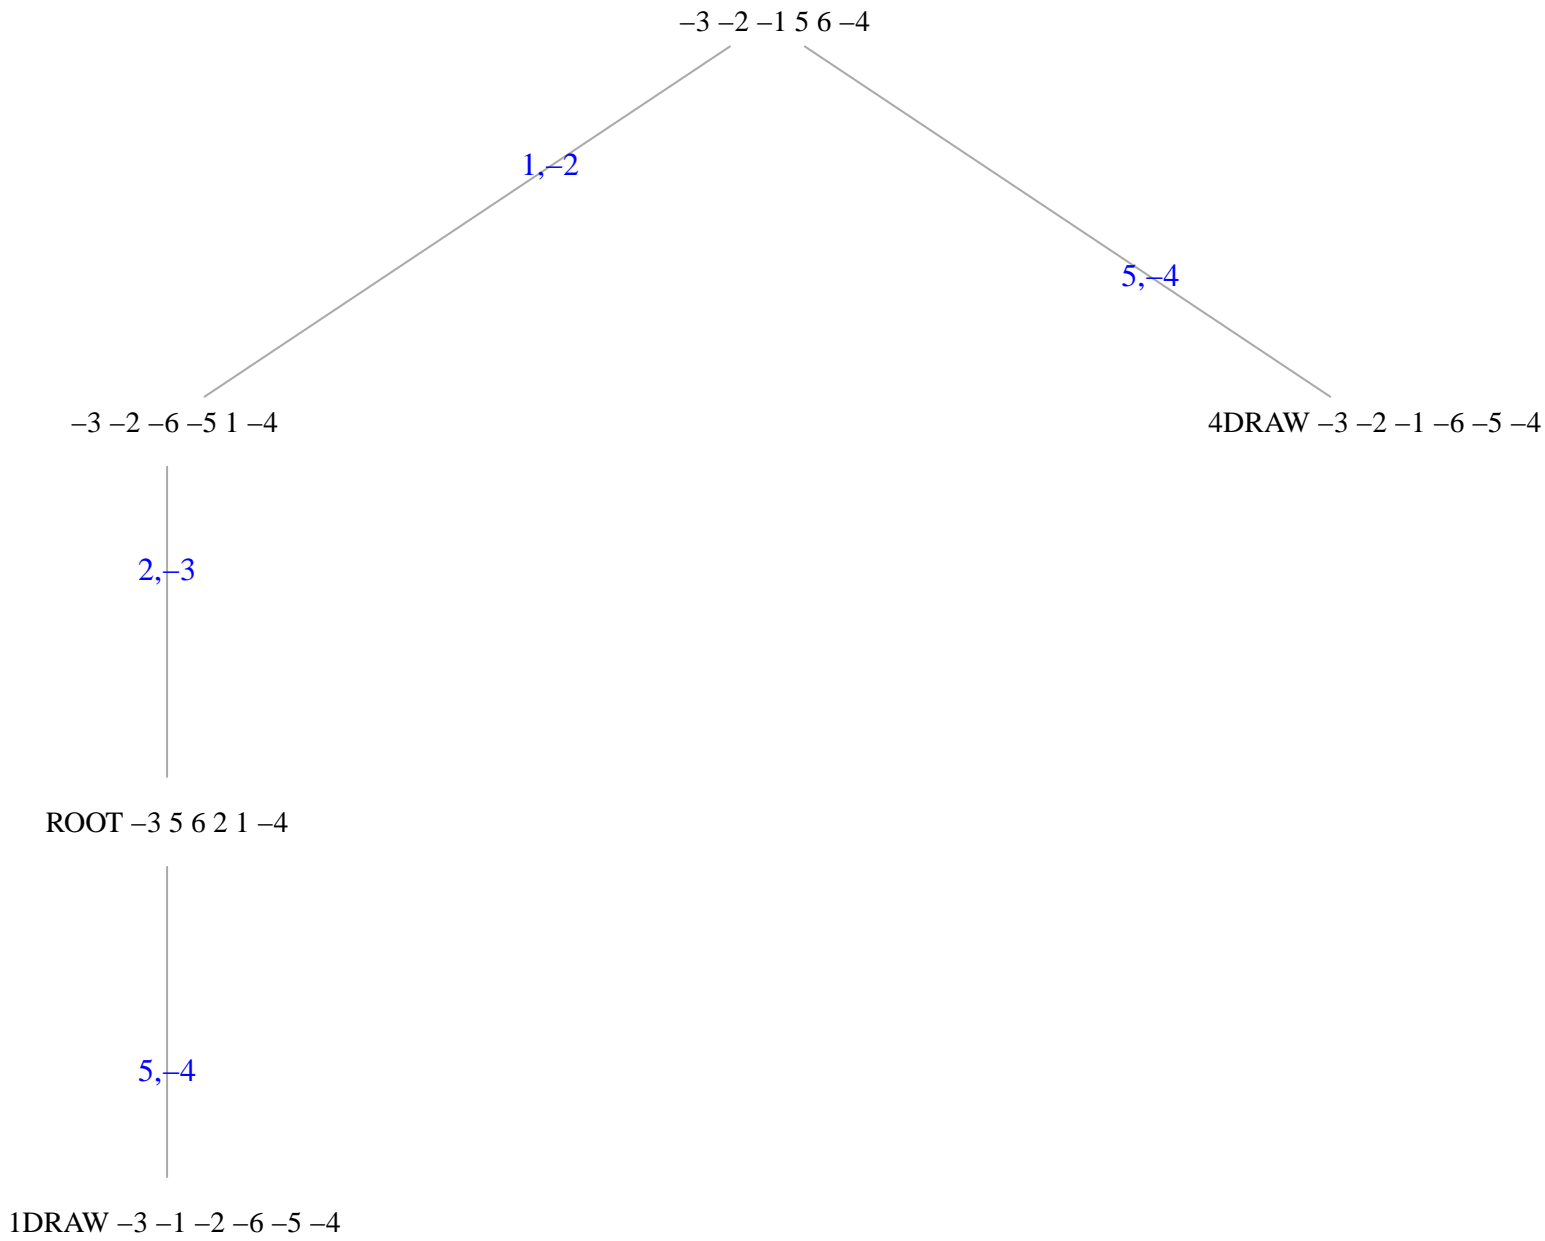 –3 –2 –1 5 6 –4
1,–2
5,–4
–3 –2 –6 –5 1 –4
4DRAW –3 –2 –1 –6 –5 –4
2,–3
ROOT –3 5 6 2 1 –4
5,–4
1DRAW –3 –1 –2 –6 –5 –4